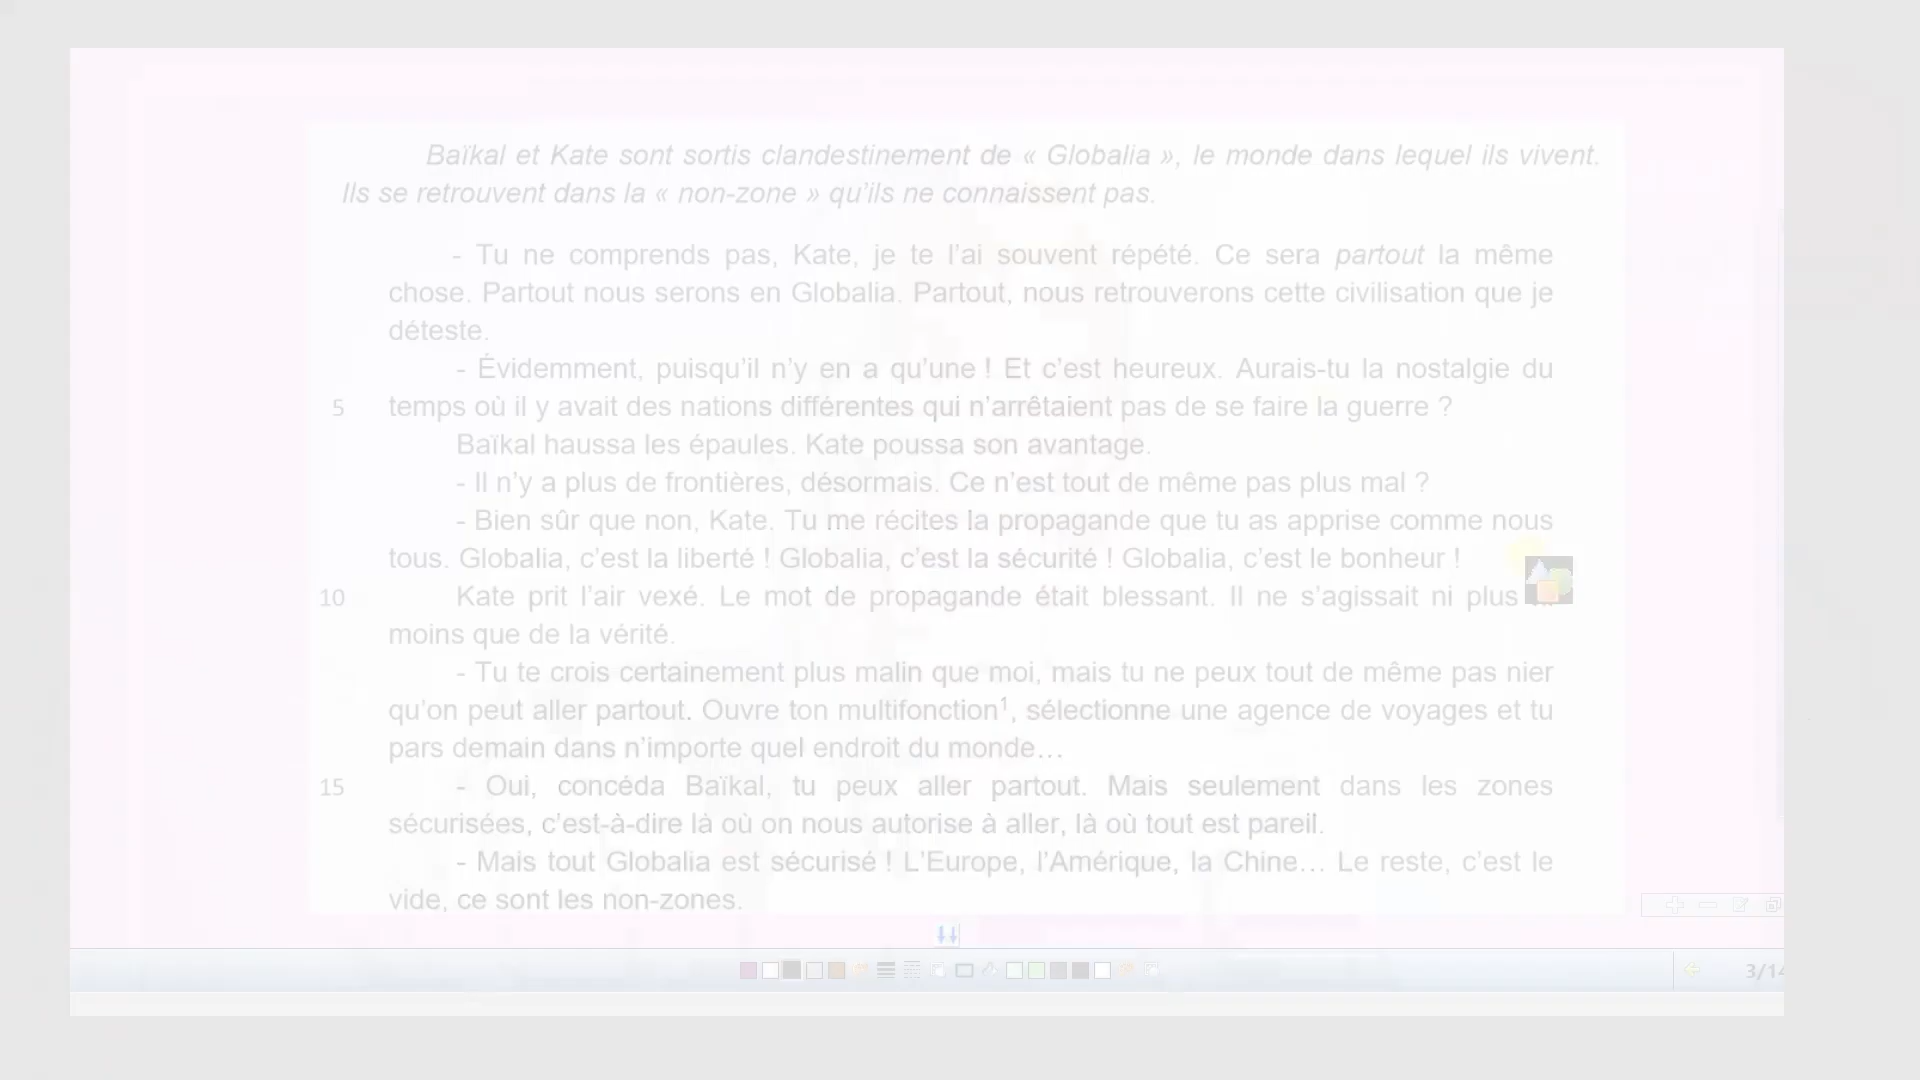 Baïkal et Kate sont sortis clandestinement de « Globalia », le monde dans lequel ils vivent.
Ils se retrouvent dans la « non-zone » qu’ils ne connaissent pas.
- Tu ne comprends pas, Kate, je te l’ai souvent répété. Ce sera partout la même
chose. Partout nous serons en Globalia. Partout, nous retrouverons cette civilisation que je
déteste.
- Évidemment, puisqu’il n’y en a qu’une ! Et c’est heureux. Aurais-tu la nostalgie du
5 temps où il y avait des nations différentes qui n’arrêtaient pas de se faire la guerre ?
Baïkal haussa les épaules. Kate poussa son avantage.
- Il n’y a plus de frontières, désormais. Ce n’est tout de même pas plus mal ?
- Bien sûr que non, Kate. Tu me récites la propagande que tu as apprise comme nous
tous. Globalia, c’est la liberté ! Globalia, c’est la sécurité ! Globalia, c’est le bonheur !
10 Kate prit l’air vexé. Le mot de propagande était blessant. Il ne s’agissait ni plus
moins que de la vérité.
- Tu te crois certainement plus malin que moi, mais tu ne peux tout de même pas nier
qu’on peut aller partout. Ouvre ton multifonction¹, sélectionne une agence de voyages et tu
pars demain dans n’importe quel endroit du monde…
15 - Oui, concéda Baïkal, tu peux aller partout. Mais seulement dans les zones
sécurisées, c’est-à-dire là où on nous autorise à aller, là où tout est pareil.
- Mais tout Globalia est sécurisé ! L’Europe, l’Amérique, la Chine… Le reste, c’est le
vide, ce sont les non-zones.
3/14